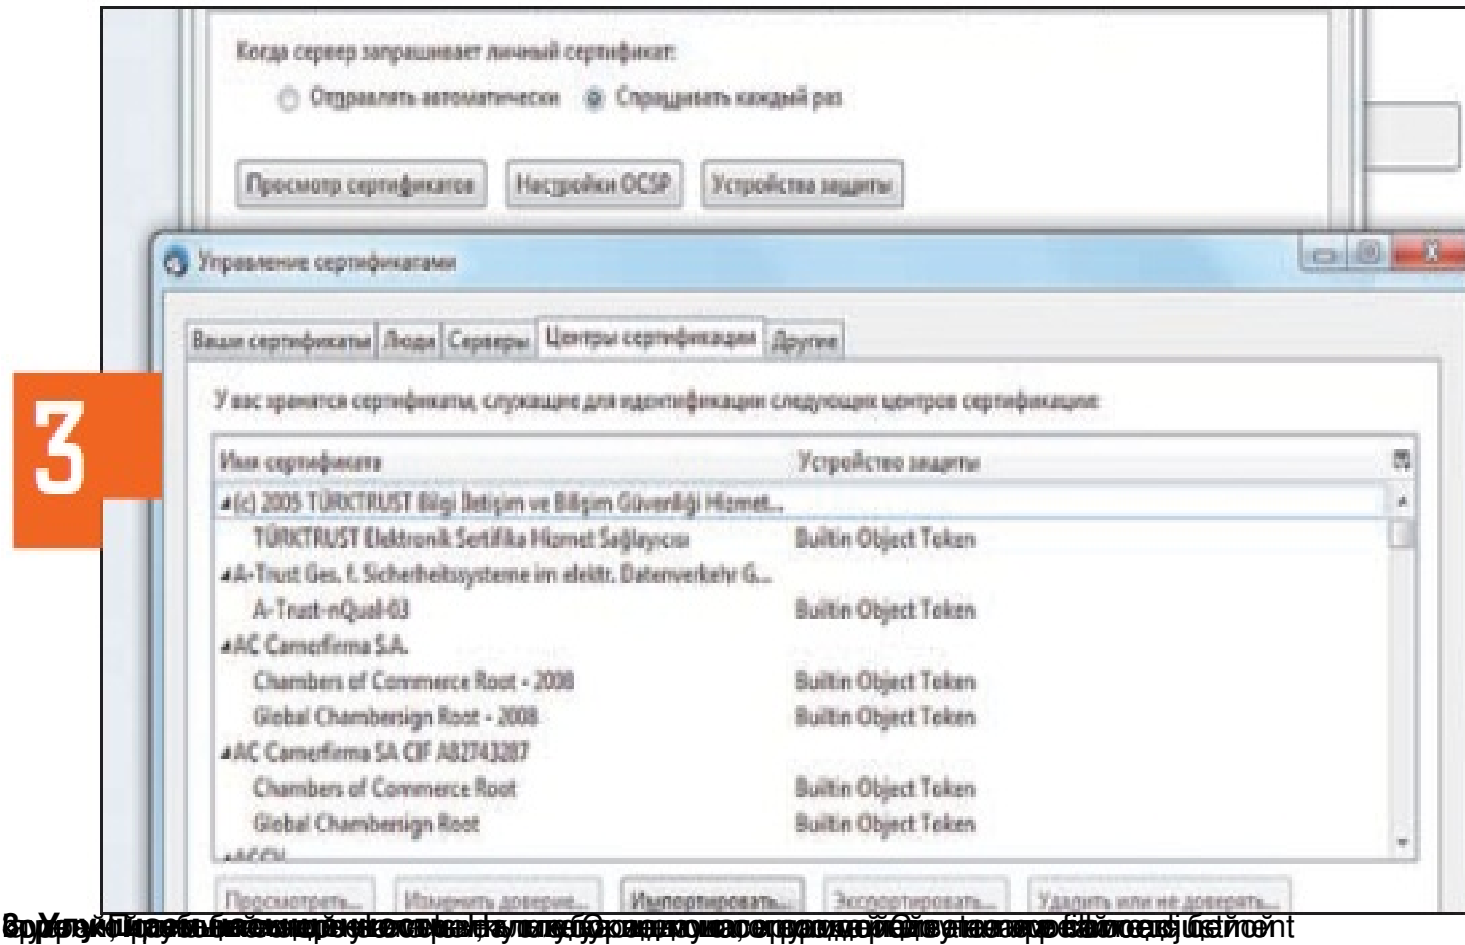 Когда сервер запрашивает личный сертификат:
Отправлять автоматически Спрашивать каждый раз
Просмотр сертификатов Настройки OCSP Устройства защиты
Управление сертификатами
Ваши сертификаты Люди Серверы Центры сертификации Другие
3
У вас хранятся сертификаты, служащие для идентификации следующих центров сертификации:
Имя сертификата Устройство защиты
(c) 2005 TÜRKTRUST Bilgi İletişim ve Bilişim Güvenliği Hizmet...
TÜRKTRUST Elektronik Sertifika Hizmet Sağlayıcısı Builtin Object Token
A-Trust Ges. f. Sicherheitssysteme im elektr. Datenverkehr G...
A-Trust-nQual-03 Builtin Object Token
AC Camerfirma S.A.
Chambers of Commerce Root - 2008 Builtin Object Token
Global Chambersign Root - 2008 Builtin Object Token
AC Camerfirma SA CIF A82743287
Chambers of Commerce Root Builtin Object Token
Global Chambersign Root Builtin Object Token
ACCV
Просмотреть... Изменить доверие... Импортировать... Экспортировать... Удалить или не доверять...